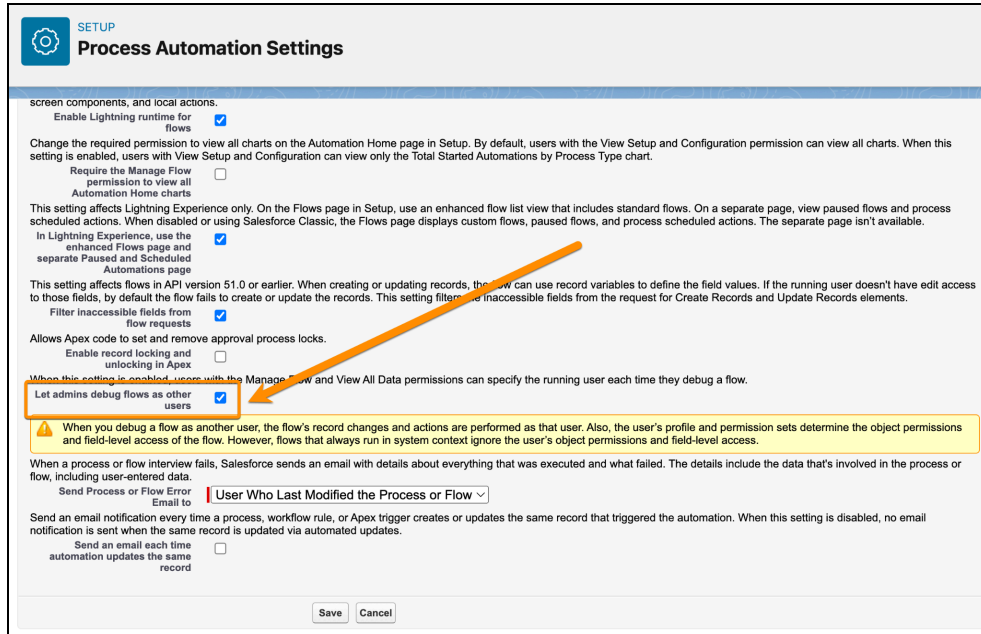 SETUP
Process Automation Settings
screen components, and local actions.
Enable Lightning runtime for
flows
Change the required permission to view all charts on the Automation Home page in Setup. By default, users with the View Setup and Configuration permission can view all charts. When this
setting is enabled, users with View Setup and Configuration can view only the Total Started Automations by Process Type chart.
Require the Manage Flow
permission to view all
Automation Home charts
This setting affects Lightning Experience only. On the Flows page in Setup, use an enhanced flow list view that includes standard flows. On a separate page, view paused flows and process
scheduled actions. When disabled or using Salesforce Classic, the Flows page displays custom flows, paused flows, and process scheduled actions. The separate page isn't available.
In Lightning Experience, use the
enhanced Flows page and
separate Paused and Scheduled
Automations page
This setting affects flows in API version 51.0 or earlier. When creating or updating records, the flow can use record variables to define the field values. If the running user doesn't have edit access
to those fields, by default the flow fails to create or update the records. This setting filters the inaccessible fields from the request for Create Records and Update Records elements.
Filter inaccessible fields from
flow requests
Allows Apex code to set and remove approval process locks.
Enable record locking and
unlocking in Apex
When this setting is enabled, users with the Manage Flow and View All Data permissions can specify the running user each time they debug a flow.
Let admins debug flows as other
users
When you debug a flow as another user, the flow's record changes and actions are performed as that user. Also, the user's profile and permission sets determine the object permissions
and field-level access of the flow. However, flows that always run in system context ignore the user's object permissions and field-level access.
When a process or flow interview fails, Salesforce sends an email with details about everything that was executed and what failed. The details include the data that's involved in the process or
flow, including user-entered data.
Send Process or Flow Error
Email to
User Who Last Modified the Process or Flow
Send an email notification every time a process, workflow rule, or Apex trigger creates or updates the same record that triggered the automation. When this setting is disabled, no email
notification is sent when the same record is updated via automated updates.
Send an email each time
automation updates the same
record
Save Cancel